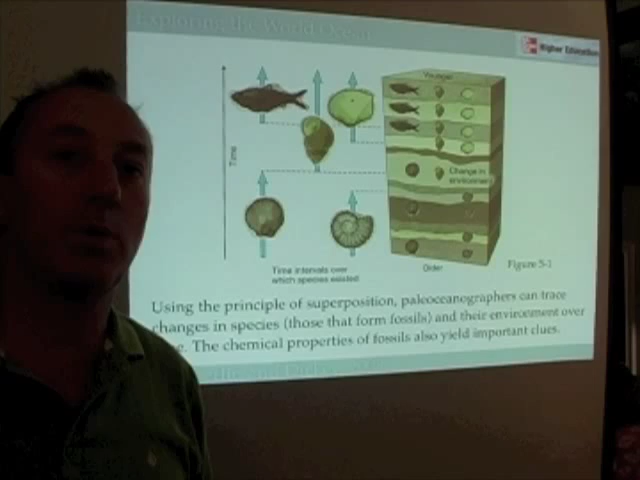 Exploring the World Ocean
Higher Education
Younger
Time
Change in
environment
Time intervals over
which species existed
Older
Figure 5-1
Using the principle of superposition, paleoceanographers can trace
changes in species (those that form fossils) and their environment over
The chemical properties of fossils also yield important clues.